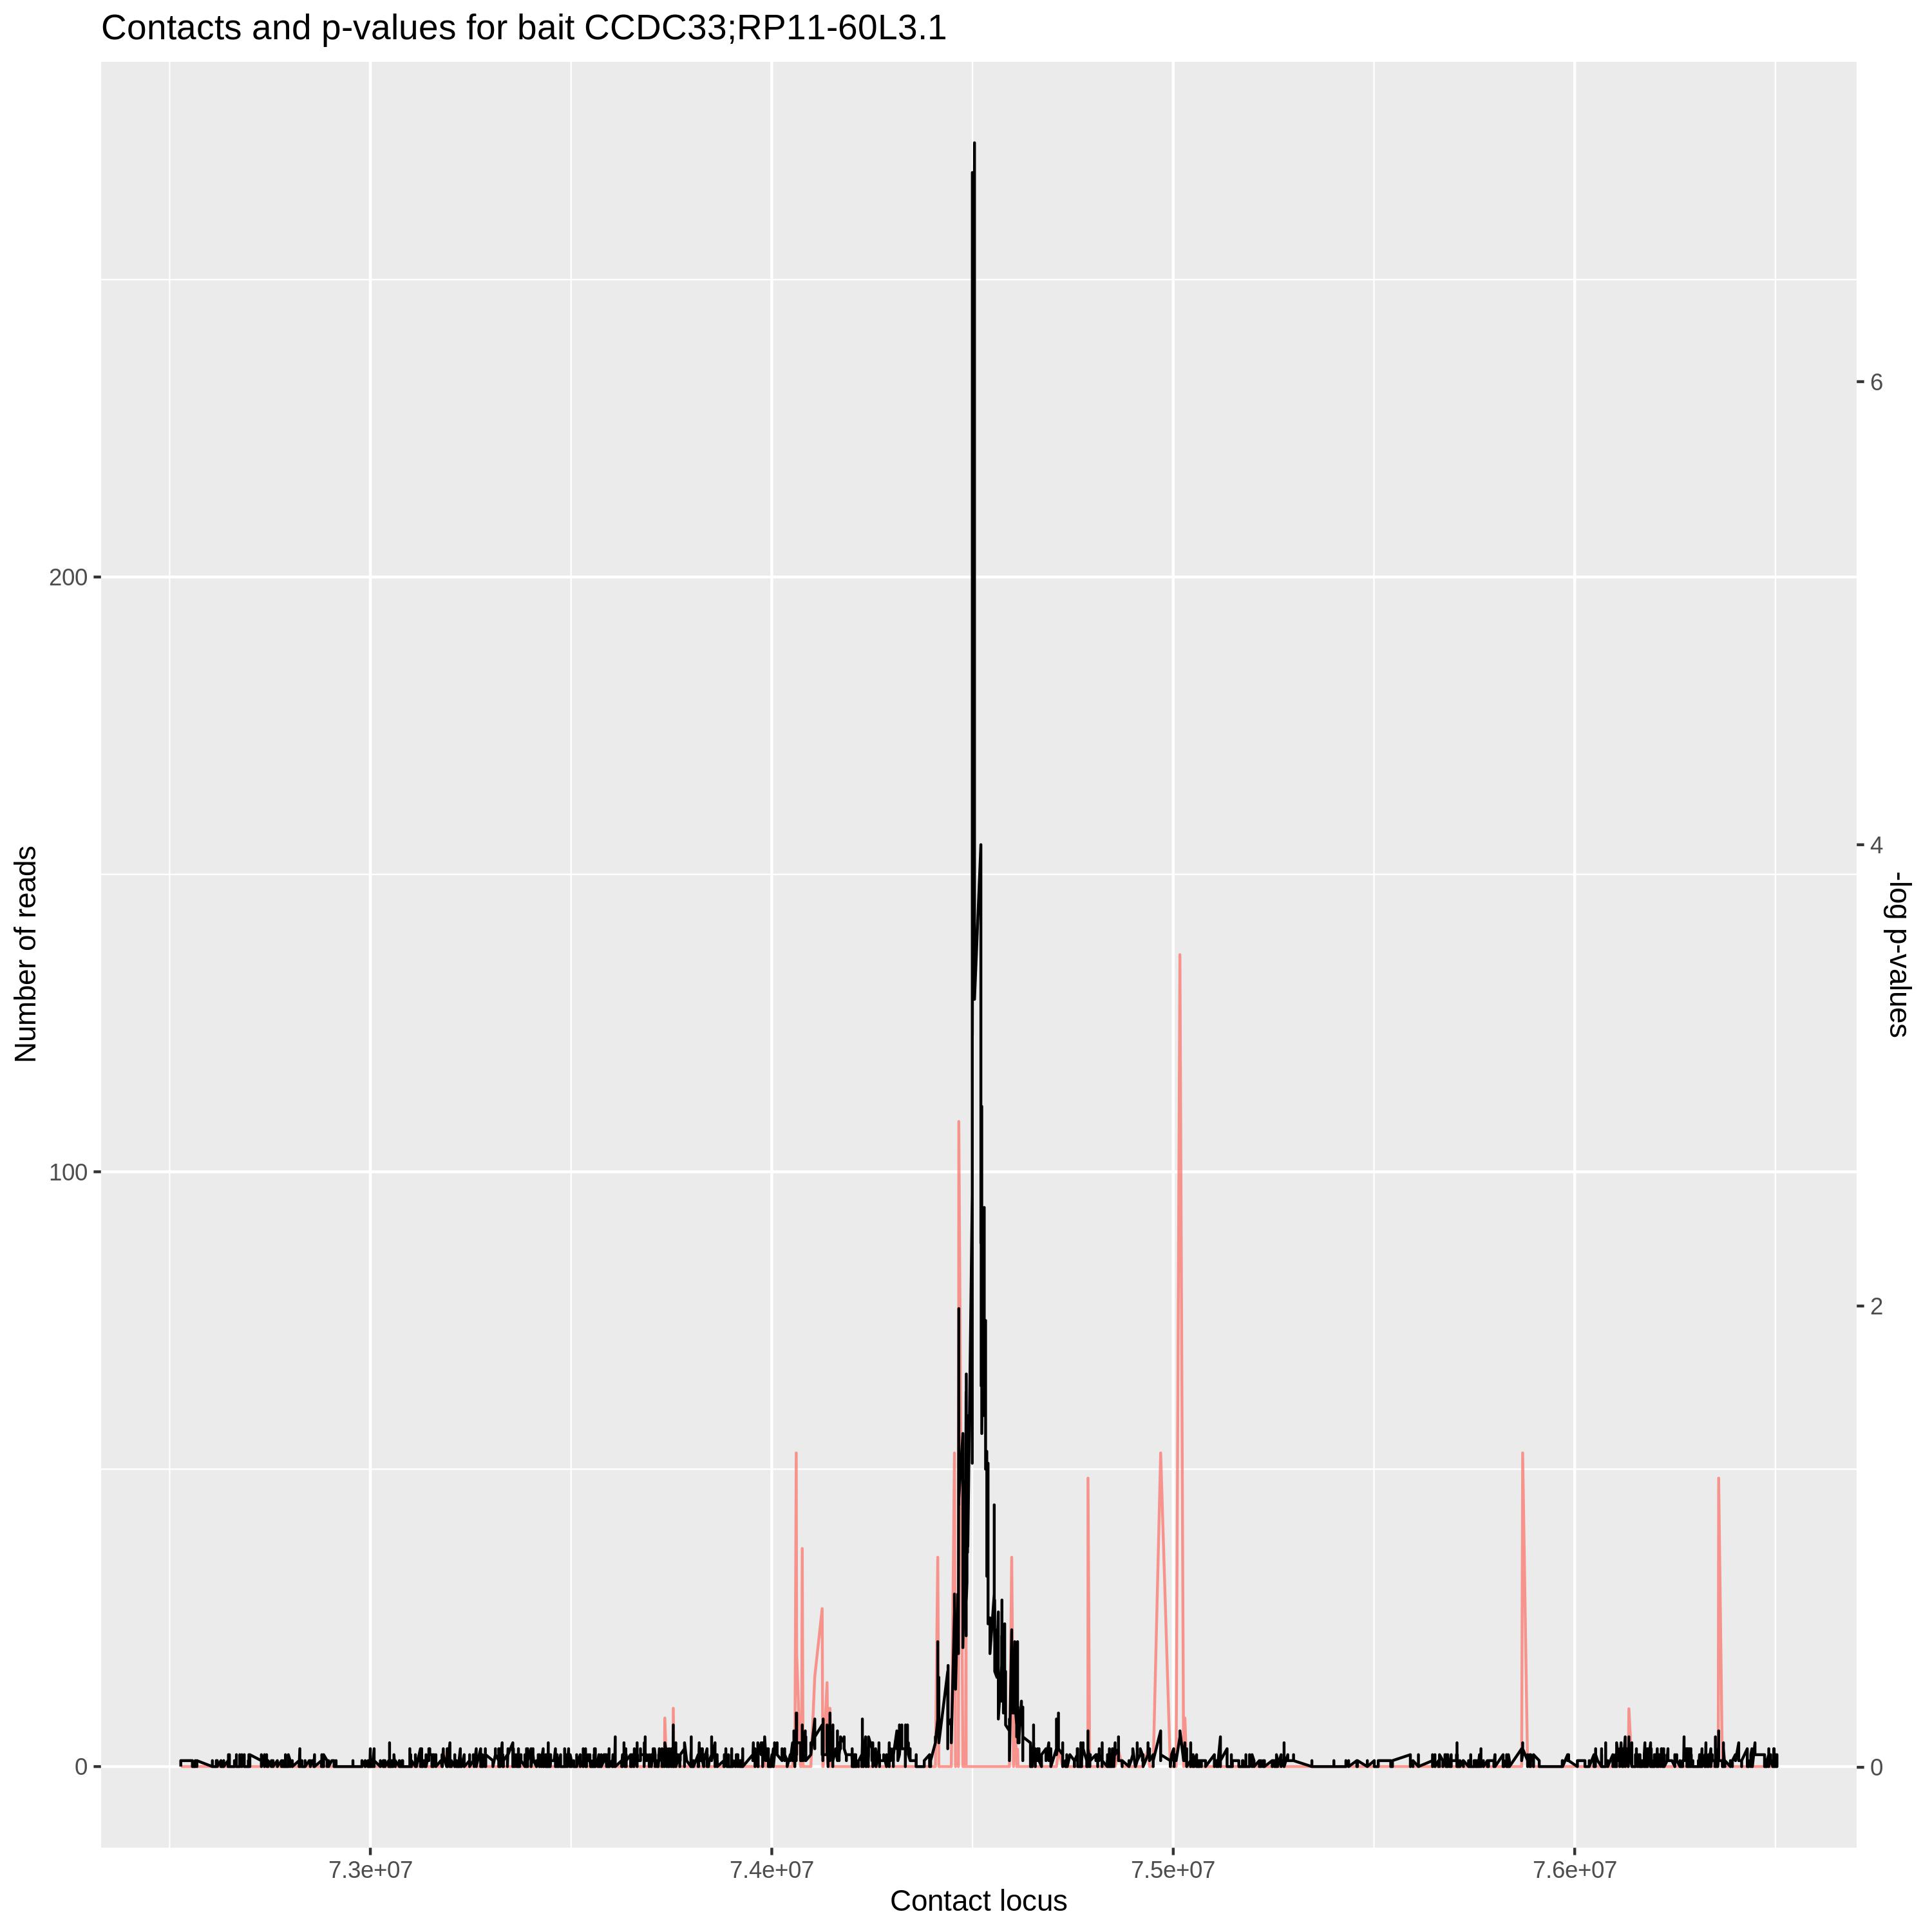 Contacts and p-values for bait CCDC33;RP11-60L3.1
Number of reads
200
100
0
6
4
2
0
-log p-values
7.3e+07
7.4e+07
7.5e+07
7.6e+07
Contact locus